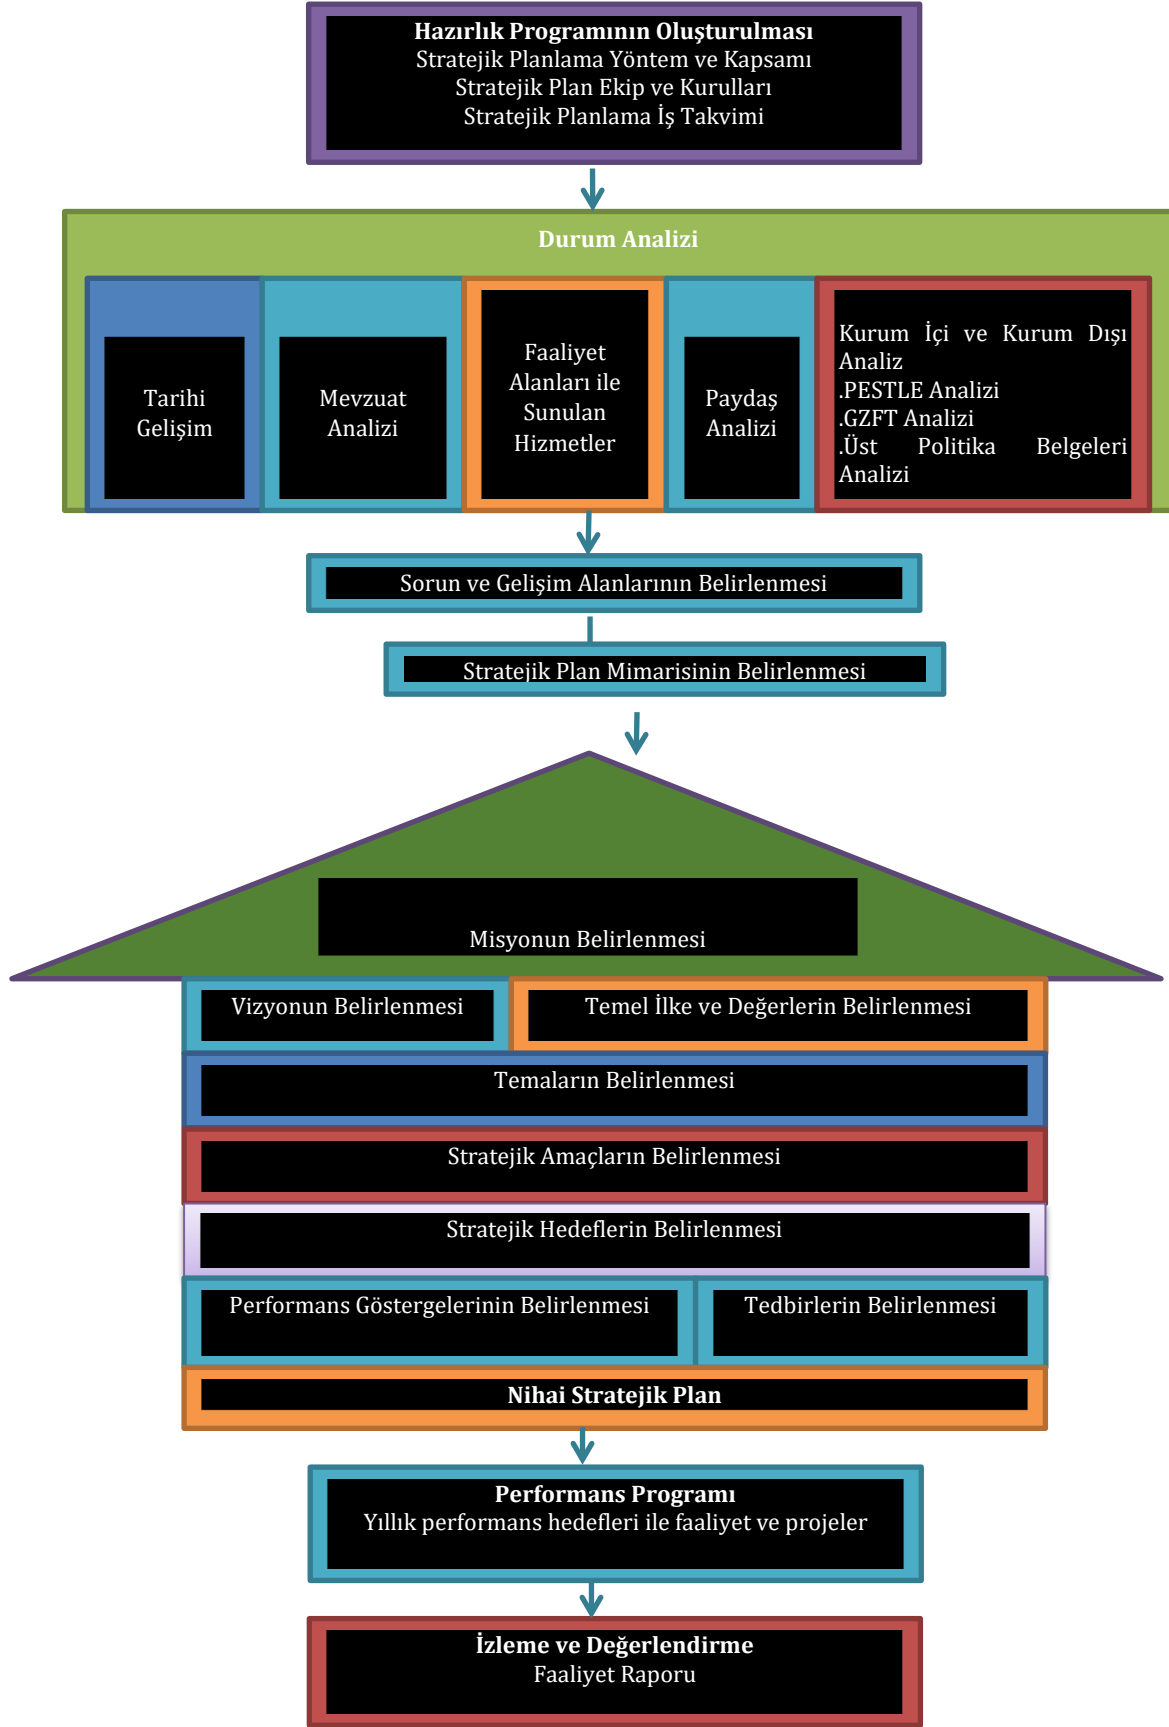 Hazırlık Programının Oluşturulması
Stratejik Planlama Yöntem ve Kapsamı
Stratejik Plan Ekip ve Kurulları
Stratejik Planlama İş Takvimi
Durum Analizi
Tarihi
Gelişim
Mevzuat
Analizi
Faaliyet
Alanları ile
Sunulan
Hizmetler
Paydaş
Analizi
Kurum İçi ve Kurum Dışı
Analiz
.PESTLE Analizi
.GZFT Analizi
.Üst Politika Belgeleri
Analizi
Sorun ve Gelişim Alanlarının Belirlenmesi
Stratejik Plan Mimarisinin Belirlenmesi
Misyonun Belirlenmesi
Vizyonun Belirlenmesi
Temel İlke ve Değerlerin Belirlenmesi
Temaların Belirlenmesi
Stratejik Amaçların Belirlenmesi
Stratejik Hedeflerin Belirlenmesi
Performans Göstergelerinin Belirlenmesi
Tedbirlerin Belirlenmesi
Nihai Stratejik Plan
Performans Programı
Yıllık performans hedefleri ile faaliyet ve projeler
İzleme ve Değerlendirme
Faaliyet Raporu